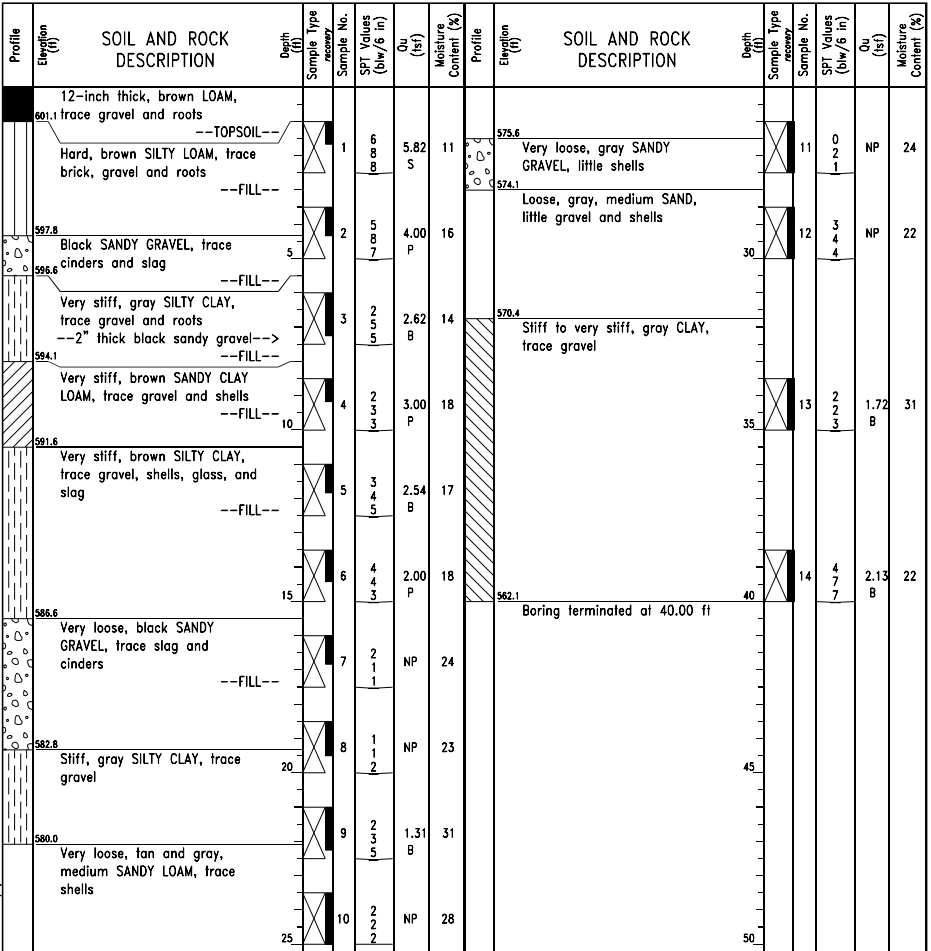 Profile
Elevation (ft)
SOIL AND ROCK
DESCRIPTION
Depth (ft)
Sample Type
recovery
Sample No.
SPT Values (blw/6 in)
Qu (tsf)
Moisture Content (%)
12-inch thick, brown LOAM,
601.1 trace gravel and roots
--TOPSOIL--
Hard, brown SILTY LOAM, trace
brick, gravel and roots
--FILL--
1
6
8
8
5.82
S
11
597.8
Black SANDY GRAVEL, trace
cinders and slag
--FILL--
5
2
5
8
7
4.00
P
16
596.6
Very stiff, gray SILTY CLAY,
trace gravel and roots
--2" thick black sandy gravel-->
--FILL--
3
2
5
5
2.62
B
14
594.1
Very stiff, brown SANDY CLAY
LOAM, trace gravel and shells
--FILL--
10
4
2
3
3
3.00
P
18
591.6
Very stiff, brown SILTY CLAY,
trace gravel, shells, glass, and
slag
--FILL--
5
3
4
5
2.54
B
17
15
6
4
4
3
2.00
P
18
586.6
Very loose, black SANDY
GRAVEL, trace slag and
cinders
--FILL--
7
2
1
1
NP
24
582.8
Stiff, gray SILTY CLAY, trace
gravel
20
8
1
1
2
NP
23
9
2
3
5
1.31
B
31
580.0
Very loose, tan and gray,
medium SANDY LOAM, trace
shells
25
10
2
2
2
NP
28
Profile
Elevation (ft)
SOIL AND ROCK
DESCRIPTION
Depth (ft)
Sample Type
recovery
Sample No.
SPT Values (blw/6 in)
Qu (tsf)
Moisture Content (%)
575.6
Very loose, gray SANDY
GRAVEL, little shells
11
0
2
1
NP
24
574.1
Loose, gray, medium SAND,
little gravel and shells
30
12
3
4
4
NP
22
570.4
Stiff to very stiff, gray CLAY,
trace gravel
35
13
2
2
3
1.72
B
31
40
14
4
7
7
2.13
B
22
562.1
Boring terminated at 40.00 ft
45
50